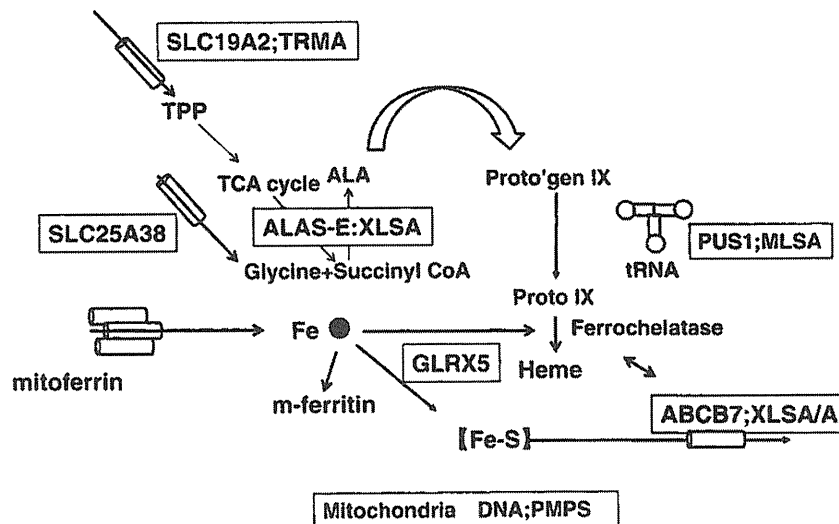 SLC19A2;TRMA
TPP
TCA cycle
ALA
Proto'gen IX
SLC25A38
ALAS-E:XLSA
PUS1;MLSA
tRNA
Glycine+Succinyl CoA
Proto IX
Fe
Ferrochelatase
mitoferrin
GLRX5
Heme
m-ferritin
ABCB7;XLSA/A
【Fe-S】
Mitochondria DNA;PMPS